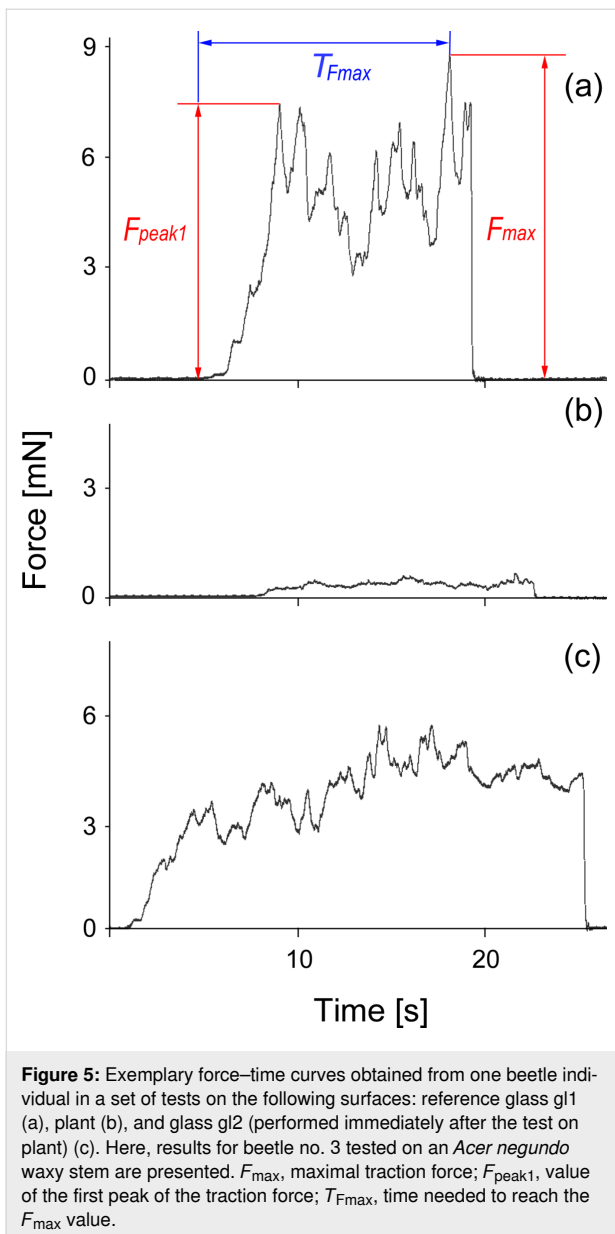 9
T_Fmax
(a)
6
F_peak1
F_max
3
0
(b)
Force [mN]
3
0
(c)
6
3
0
10
20
Time [s]
Figure 5: Exemplary force–time curves obtained from one beetle indi-
vidual in a set of tests on the following surfaces: reference glass gl1
(a), plant (b), and glass gl2 (performed immediately after the test on
plant) (c). Here, results for beetle no. 3 tested on an Acer negundo
waxy stem are presented. F_max, maximal traction force; F_peak1, value
of the first peak of the traction force; T_Fmax, time needed to reach the
F_max value.